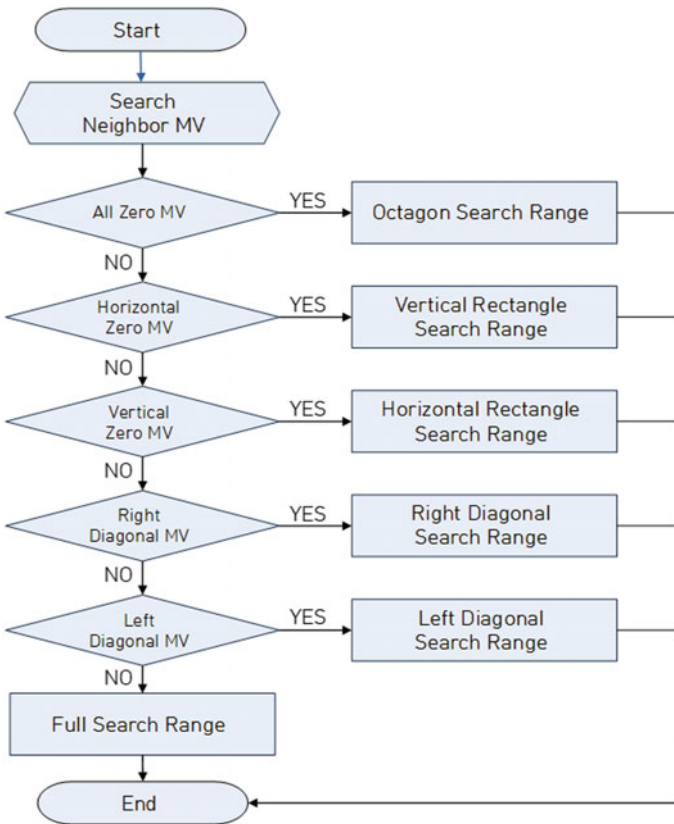 Start
Search
Neighbor MV
All Zero MV
YES
Octagon Search Range
NO
Horizontal
Zero MV
YES
Vertical Rectangle
Search Range
NO
Vertical
Zero MV
YES
Horizontal Rectangle
Search Range
NO
Right
Diagonal MV
YES
Right Diagonal
Search Range
NO
Left
Diagonal MV
YES
Left Diagonal
Search Range
NO
Full Search Range
End